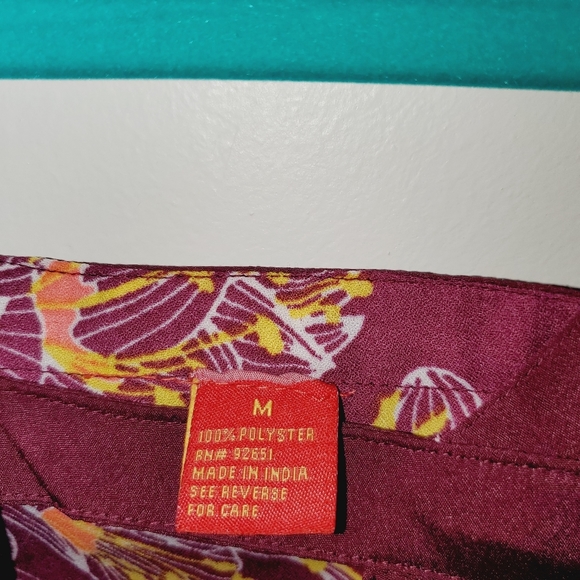 M
100% POLYSTER
RN# 92651
MADE IN INDIA
SEE REVERSE
FOR CARE